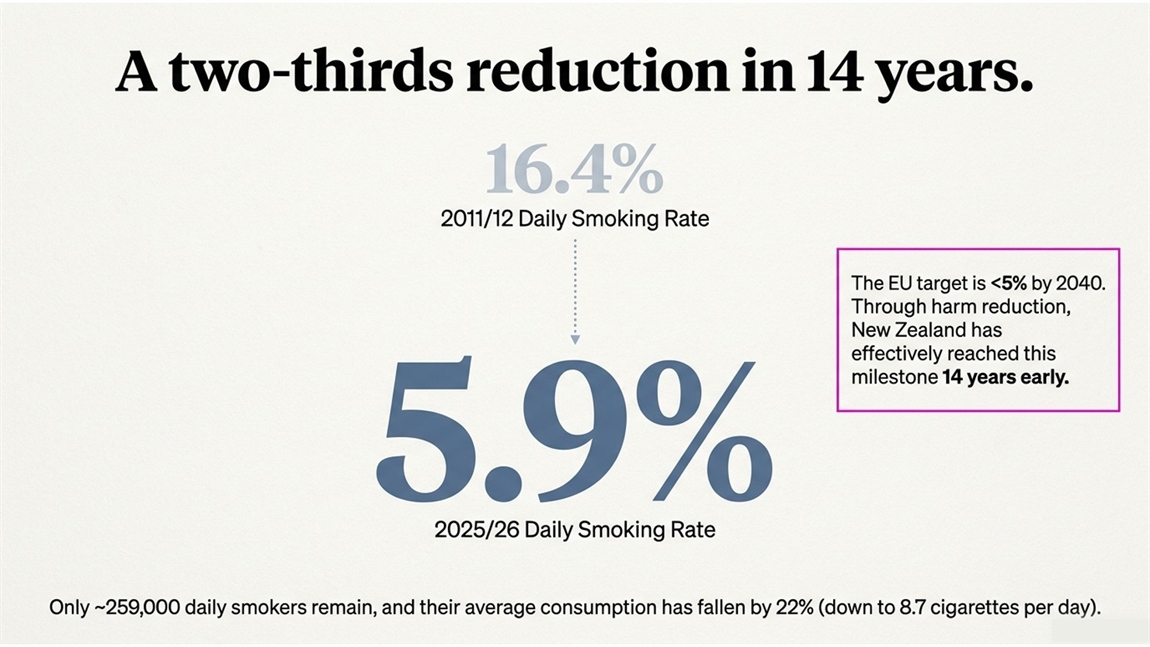 A two-thirds reduction in 14 years.
16.4%
2011/12 Daily Smoking Rate
The EU target is <5% by 2040.
Through harm reduction,
New Zealand has
effectively reached this
milestone 14 years early.
5.9%
2025/26 Daily Smoking Rate
Only ~259,000 daily smokers remain, and their average consumption has fallen by 22% (down to 8.7 cigarettes per day).